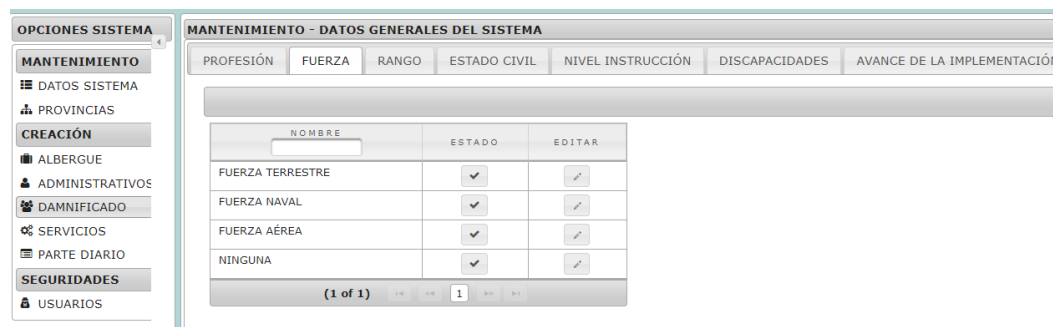 OPCIONES SISTEMA
MANTENIMIENTO
DATOS SISTEMA
PROVINCIAS
CREACIÓN
ALBERGUE
ADMINISTRATIVOS
DAMNIFICADO
SERVICIOS
PARTE DIARIO
SEGURIDADES
USUARIOS
MANTENIMIENTO - DATOS GENERALES DEL SISTEMA
PROFESIÓN FUERZA RANGO ESTADO CIVIL NIVEL INSTRUCCIÓN DISCAPACIDADES AVANCE DE LA IMPLEMENTACIÓN
NOMBRE ESTADO EDITAR
FUERZA TERRESTRE
FUERZA NAVAL
FUERZA AÉREA
NINGUNA
(1 of 1) 1